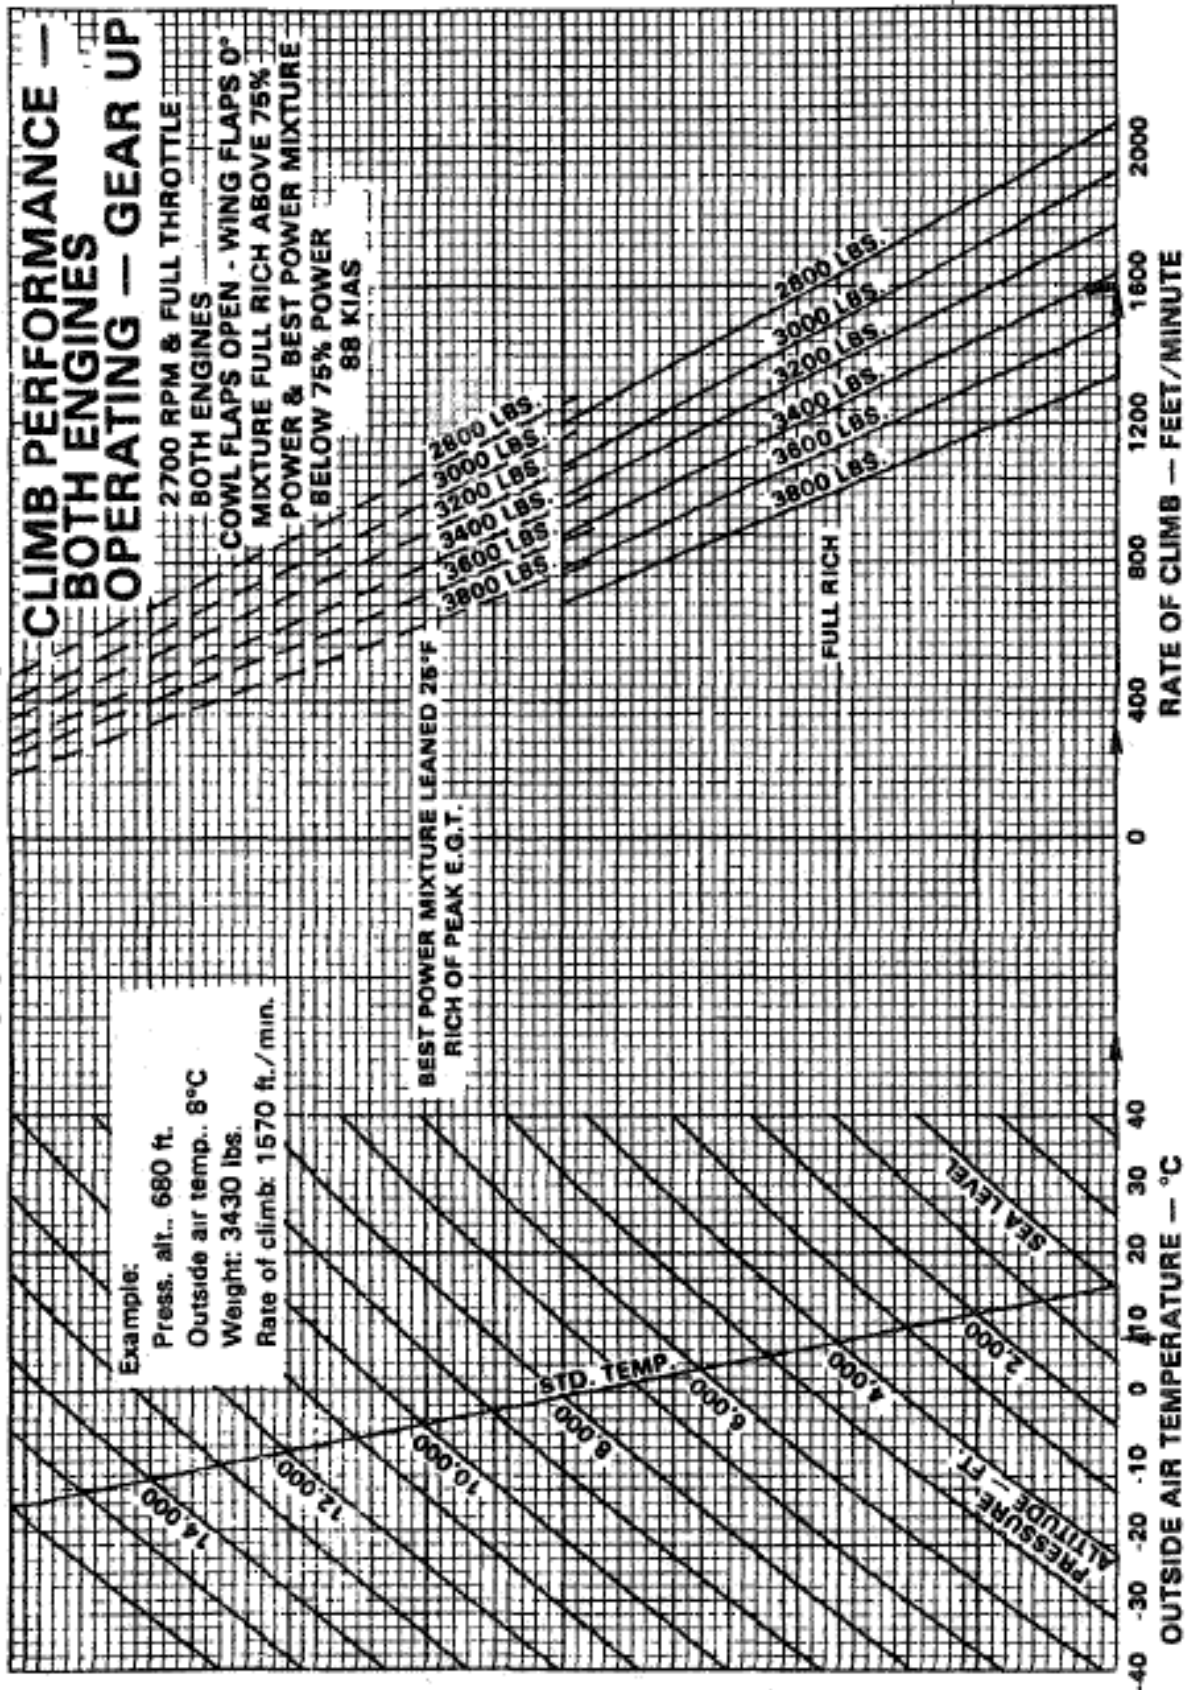 CLIMB PERFORMANCE —
BOTH ENGINES
OPERATING — GEAR UP
2700 RPM & FULL THROTTLE
BOTH ENGINES
COWL FLAPS OPEN - WING FLAPS 0°
MIXTURE FULL RICH ABOVE 75%
POWER & BEST POWER MIXTURE
BELOW 75% POWER
88 KIAS
Example:
Press. alt.. 680 ft.
Outside air temp.. 8°C
Weight: 3430 lbs.
Rate of climb: 1570 ft./min.
2800 LBS.
3000 LBS.
3200 LBS.
3400 LBS.
3600 LBS.
3800 LBS.
BEST POWER MIXTURE LEANED 25°F
RICH OF PEAK E.G.T.
2800 LBS.
3000 LBS.
3200 LBS.
3400 LBS.
3600 LBS.
3800 LBS.
FULL RICH
14,000
12,000
10,000
8,000
STD. TEMP.
6,000
4,000
2,000
SEA LEVEL
PRESSURE
ALTITUDE — FT.
-40 -30 -20 -10 0 10 20 30 40
OUTSIDE AIR TEMPERATURE — °C
0 400 800 1200 1600 2000
RATE OF CLIMB — FEET/MINUTE